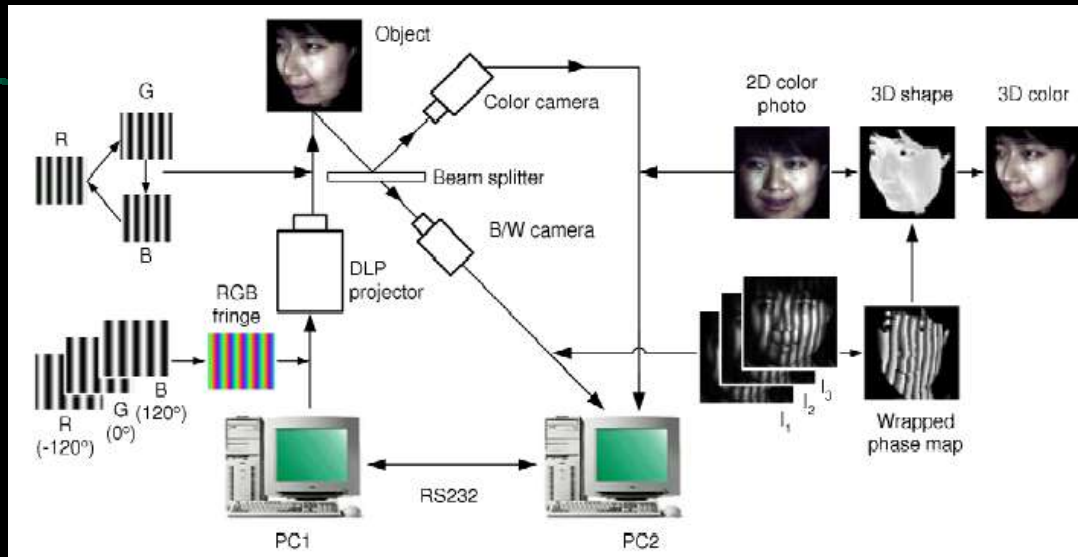 Object
G
R
B
Color camera
Beam splitter
B/W camera
DLP
projector
RGB
fringe
R
(-120°)
G
(0°)
B
(120°)
PC1
RS232
PC2
2D color
photo
3D shape
3D color
I₁
I₂
I₃
Wrapped
phase map